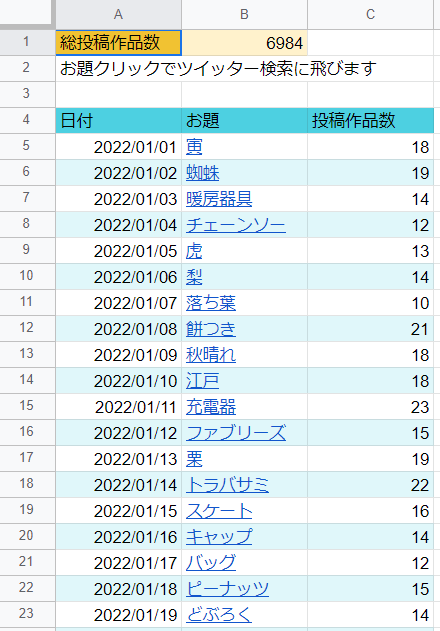 A B C
1 総投稿作品数 6984
2 お題クリックでツイッター検索に飛びます
3
4 日付 お題 投稿作品数
5 2022/01/01 寅 18
6 2022/01/02 蜘蛛 19
7 2022/01/03 暖房器具 14
8 2022/01/04 チェーンソー 12
9 2022/01/05 虎 13
10 2022/01/06 梨 14
11 2022/01/07 落ち葉 10
12 2022/01/08 餅つき 21
13 2022/01/09 秋晴れ 18
14 2022/01/10 江戸 18
15 2022/01/11 充電器 23
16 2022/01/12 ファブリーズ 15
17 2022/01/13 栗 19
18 2022/01/14 トラバサミ 22
19 2022/01/15 スケート 16
20 2022/01/16 キャップ 14
21 2022/01/17 バッグ 12
22 2022/01/18 ピーナッツ 15
23 2022/01/19 どぶろく 14